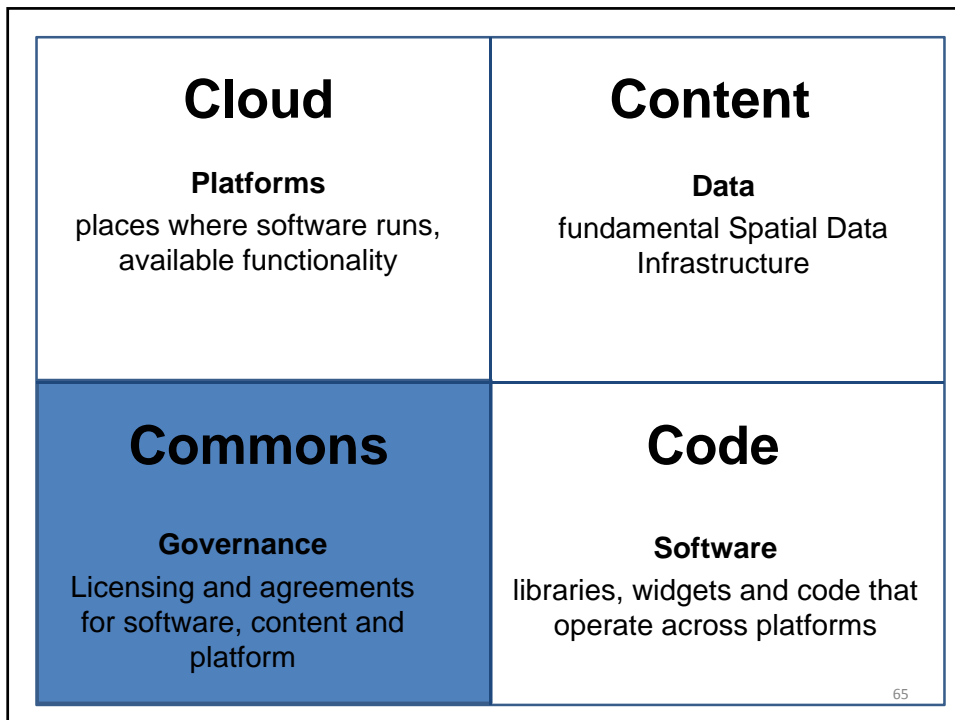 Cloud
Platforms
places where software runs,
available functionality
Content
Data
fundamental Spatial Data
Infrastructure
Commons
Governance
Licensing and agreements
for software, content and
platform
Code
Software
libraries, widgets and code that
operate across platforms
65